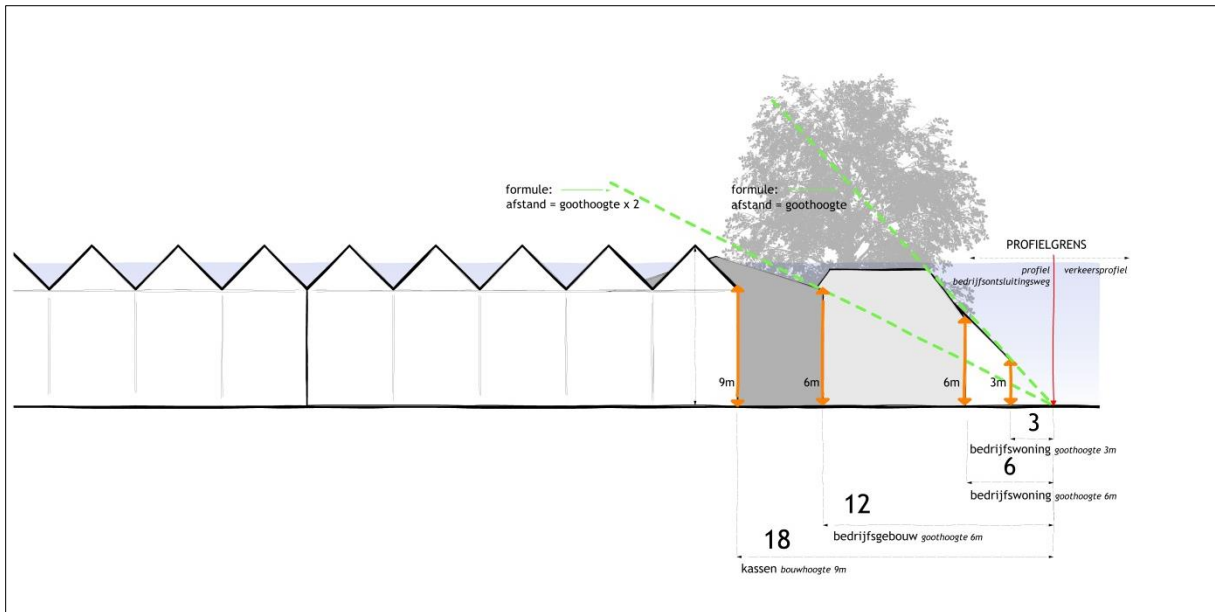 formule:
afstand = goothoogte x 2
formule:
afstand = goothoogte
PROFIELGRENS
profiel
bedrijfsontsluitingsweg
verkeersprofiel
9m
6m
6m
3m
3
bedrijfswoning goothoogte 3m
6
bedrijfswoning goothoogte 6m
12
bedrijfsgebouw goothoogte 6m
18
kassen bouwhoogte 9m